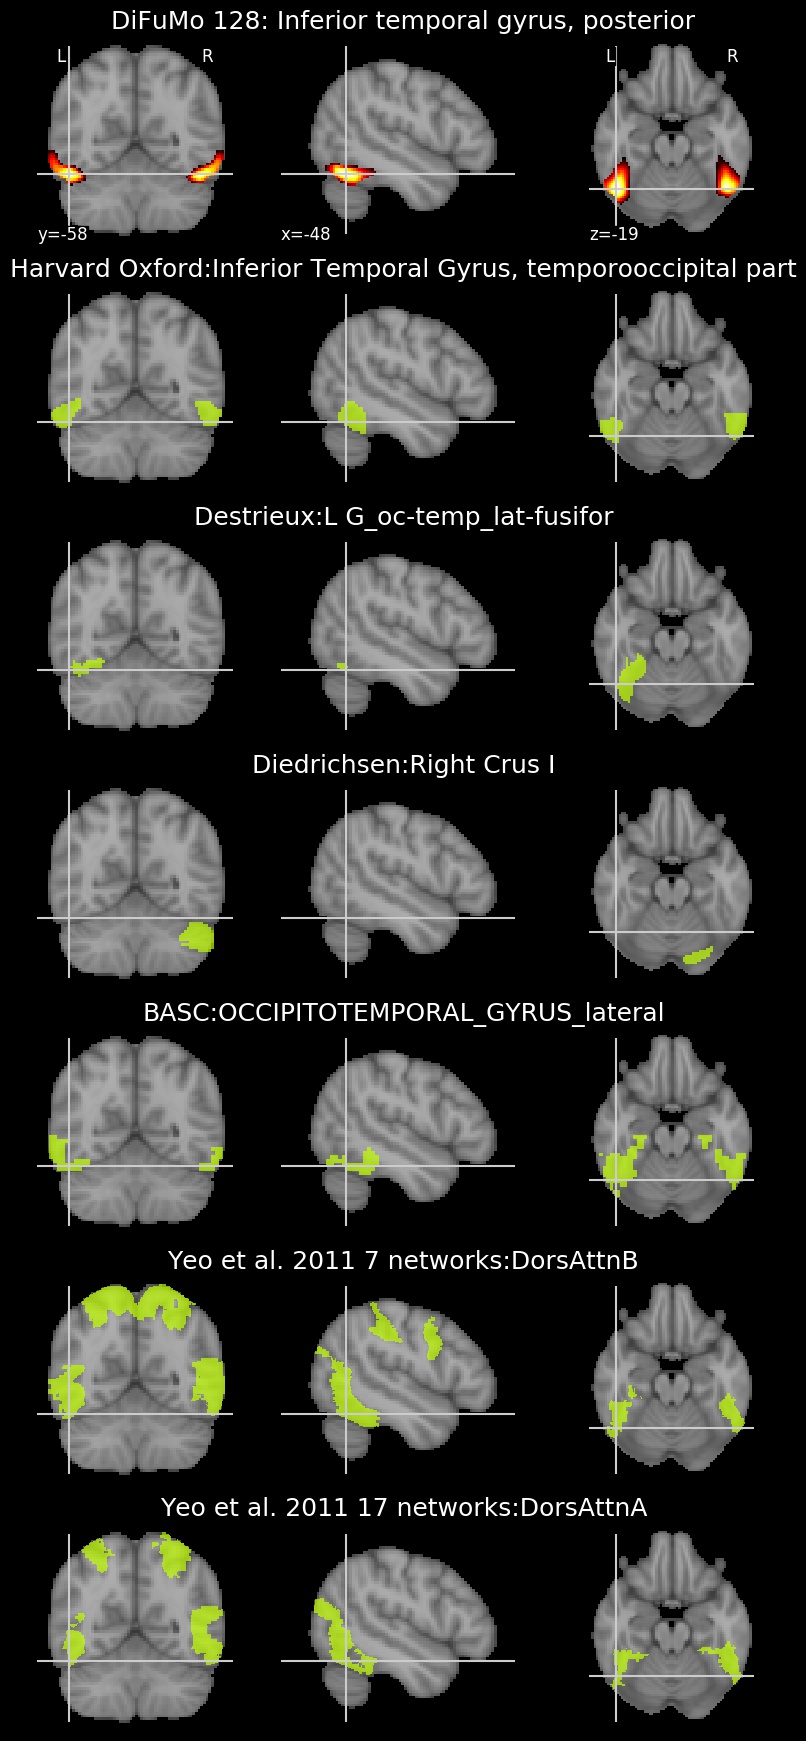 DiFuMo 128: Inferior temporal gyrus, posterior
L R L R
y=-58 x=-48 z=-19
Harvard Oxford:Inferior Temporal Gyrus, temporooccipital part
Destrieux:L G_oc-temp_lat-fusifor
Diedrichsen:Right Crus I
BASC:OCCIPITOTEMPORAL_GYRUS_lateral
Yeo et al. 2011 7 networks:DorsAttnB
Yeo et al. 2011 17 networks:DorsAttnA